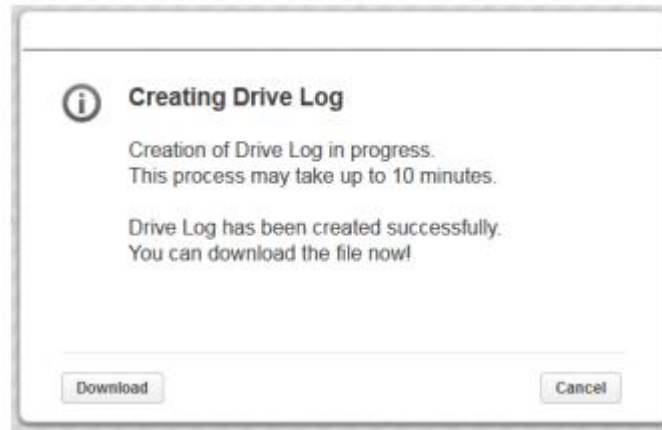 Creating Drive Log
Creation of Drive Log in progress.
This process may take up to 10 minutes.
Drive Log has been created successfully.
You can download the file now!
Download
Cancel